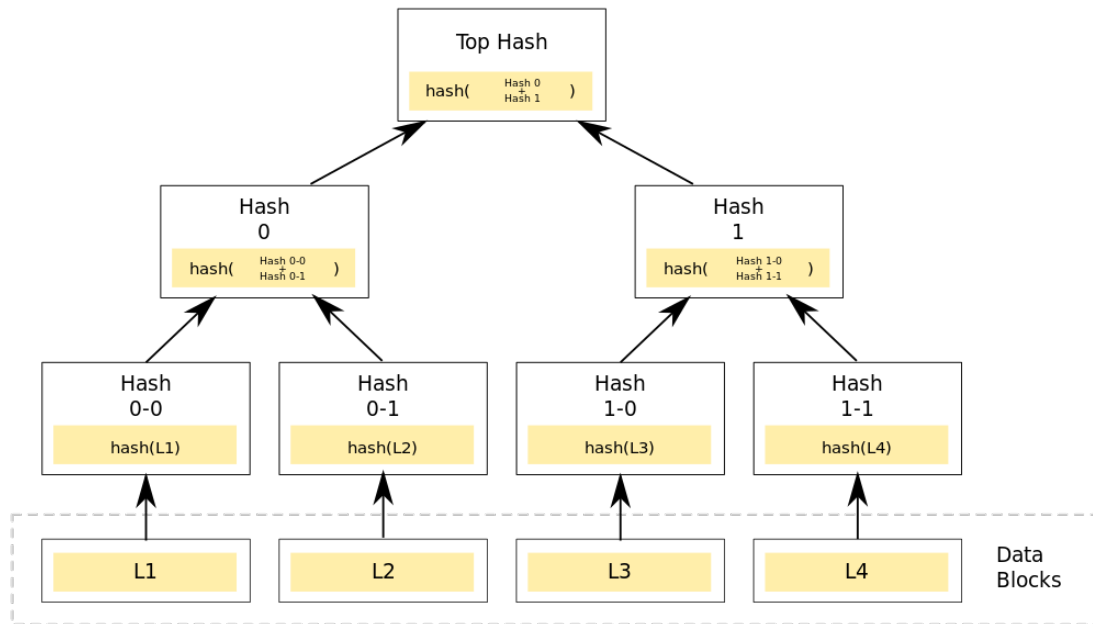 Top Hash
hash( Hash 0 + Hash 1 )
Hash
0
hash( Hash 0-0 + Hash 0-1 )
Hash
1
hash( Hash 1-0 + Hash 1-1 )
Hash
0-0
hash(L1)
Hash
0-1
hash(L2)
Hash
1-0
hash(L3)
Hash
1-1
hash(L4)
L1
L2
L3
L4
Data
Blocks